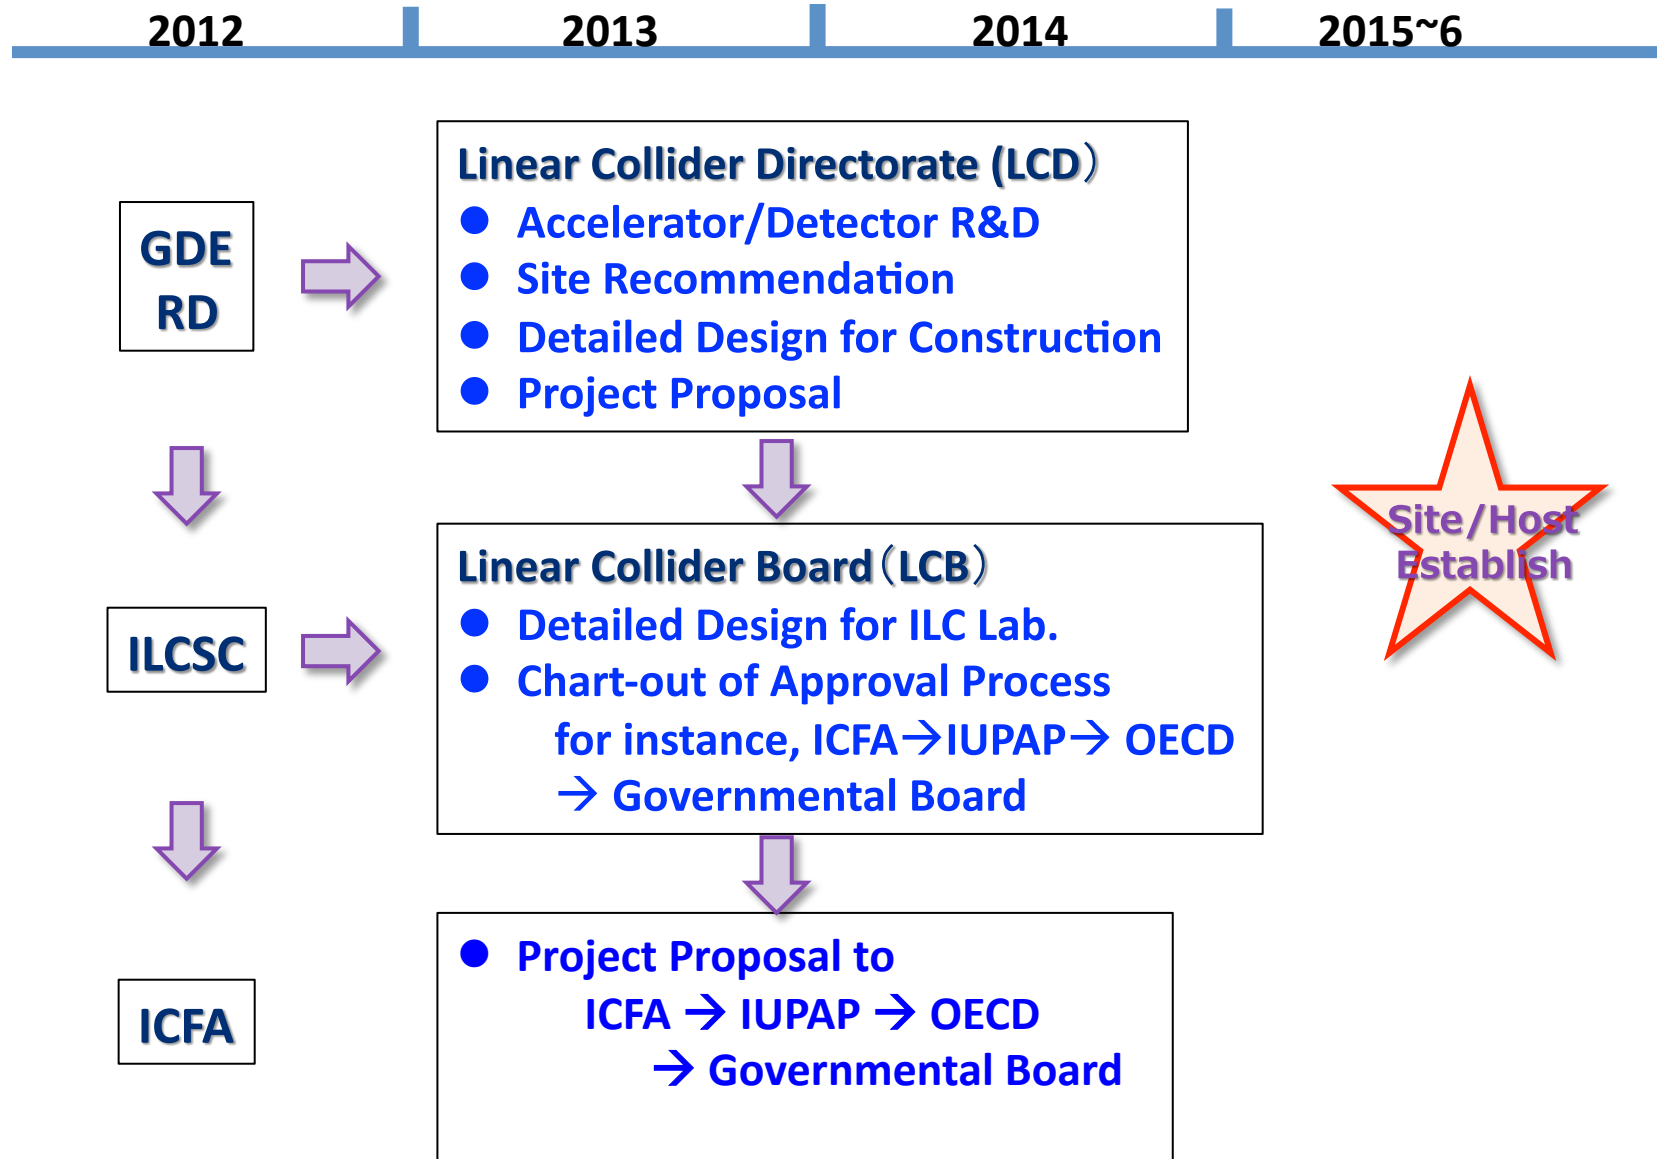 2012 2013 2014 2015~6
Linear Collider Directorate (LCD）
● Accelerator/Detector R&D
● Site Recommendation
● Detailed Design for Construction
● Project Proposal
GDE
RD
Site/Host
Establish
Linear Collider Board（LCB）
● Detailed Design for ILC Lab.
● Chart-out of Approval Process
for instance, ICFA→IUPAP→ OECD
→ Governmental Board
ILCSC
● Project Proposal to
ICFA → IUPAP → OECD
→ Governmental Board
ICFA